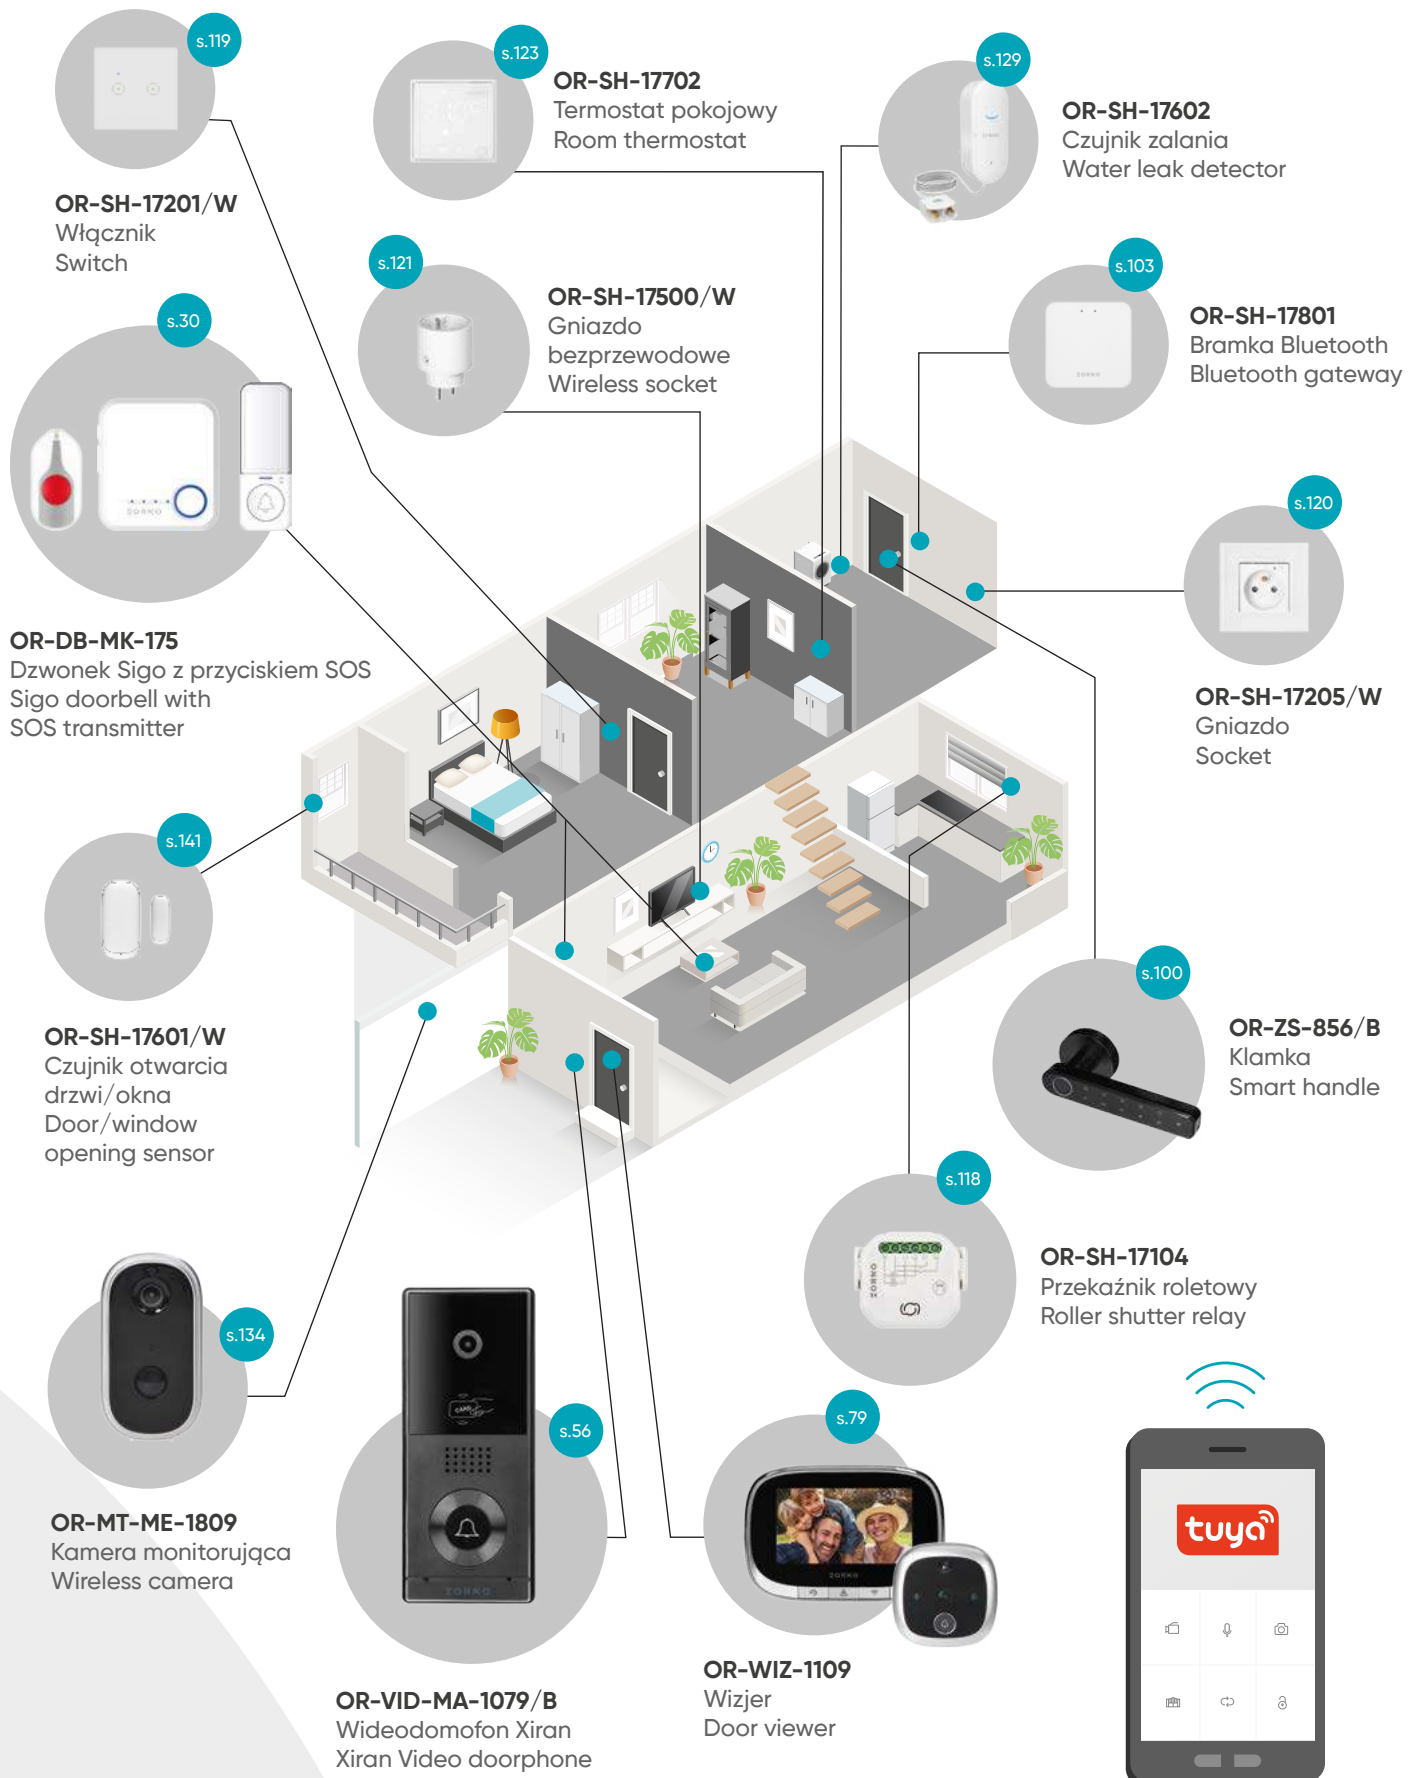 s.119
OR-SH-17201/W
Włącznik
Switch
s.123
OR-SH-17702
Termostat pokojowy
Room thermostat
s.129
OR-SH-17602
Czujnik zalania
Water leak detector
s.121
OR-SH-17500/W
Gniazdo
bezprzewodowe
Wireless socket
s.103
ZORNO
OR-SH-17801
Bramka Bluetooth
Bluetooth gateway
s.30
ZORNO
OR-DB-MK-175
Dzwonek Sigo z przyciskiem SOS
Sigo doorbell with
SOS transmitter
s.120
OR-SH-17205/W
Gniazdo
Socket
s.141
OR-SH-17601/W
Czujnik otwarcia
drzwi/okna
Door/window
opening sensor
s.100
OR-ZS-856/B
Klamka
Smart handle
s.118
ZORNO
OR-SH-17104
Przekaźnik roletowy
Roller shutter relay
s.134
OR-MT-ME-1809
Kamera monitorująca
Wireless camera
s.56
CARD
ZORNO
OR-VID-MA-1079/B
Wideodomofon Xiran
Xiran Video doorphone
s.79
ZORNO
OR-WIZ-1109
Wizjer
Door viewer
tuya